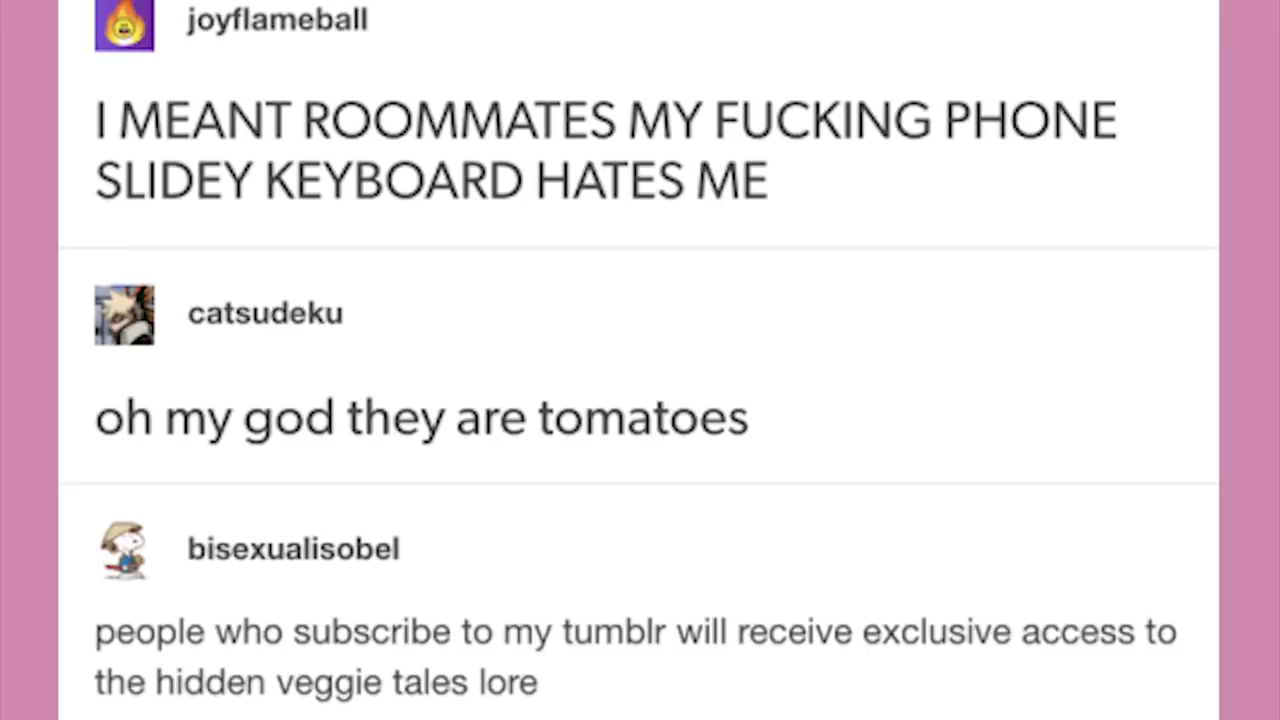 joyflameball
I MEANT ROOMMATES MY FUCKING PHONE
SLIDEY KEYBOARD HATES ME
catsudeku
oh my god they are tomatoes
bisexualisobel
people who subscribe to my tumblr will receive exclusive access to
the hidden veggie tales lore